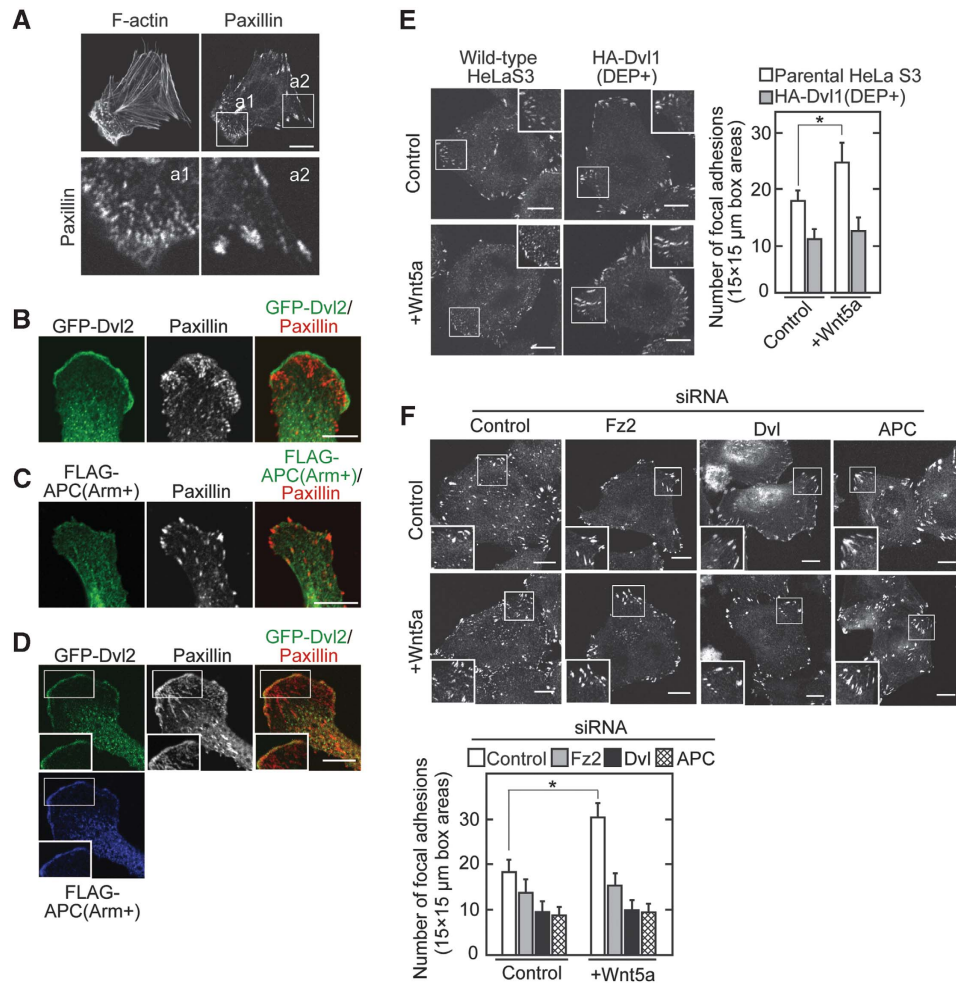 A
F-actin
Paxillin
a1
a2
Paxillin
a1
a2
B
GFP-Dvl2
Paxillin
GFP-Dvl2/
Paxillin
C
FLAG-
APC(Arm+)
Paxillin
FLAG-
APC(Arm+)/
Paxillin
D
GFP-Dvl2
Paxillin
GFP-Dvl2/
Paxillin
FLAG-
APC(Arm+)
E
Wild-type
HeLaS3
HA-Dvl1
(DEP+)
Control
+Wnt5a
Parental HeLa S3
HA-Dvl1(DEP+)
Number of focal adhesions
(15×15 µm box areas)
30
20
10
0
*
Control
+Wnt5a
F
siRNA
Control
Fz2
Dvl
APC
Control
+Wnt5a
siRNA
Control
Fz2
Dvl
APC
Number of focal adhesions
(15×15 µm box areas)
30
20
10
0
*
Control
+Wnt5a